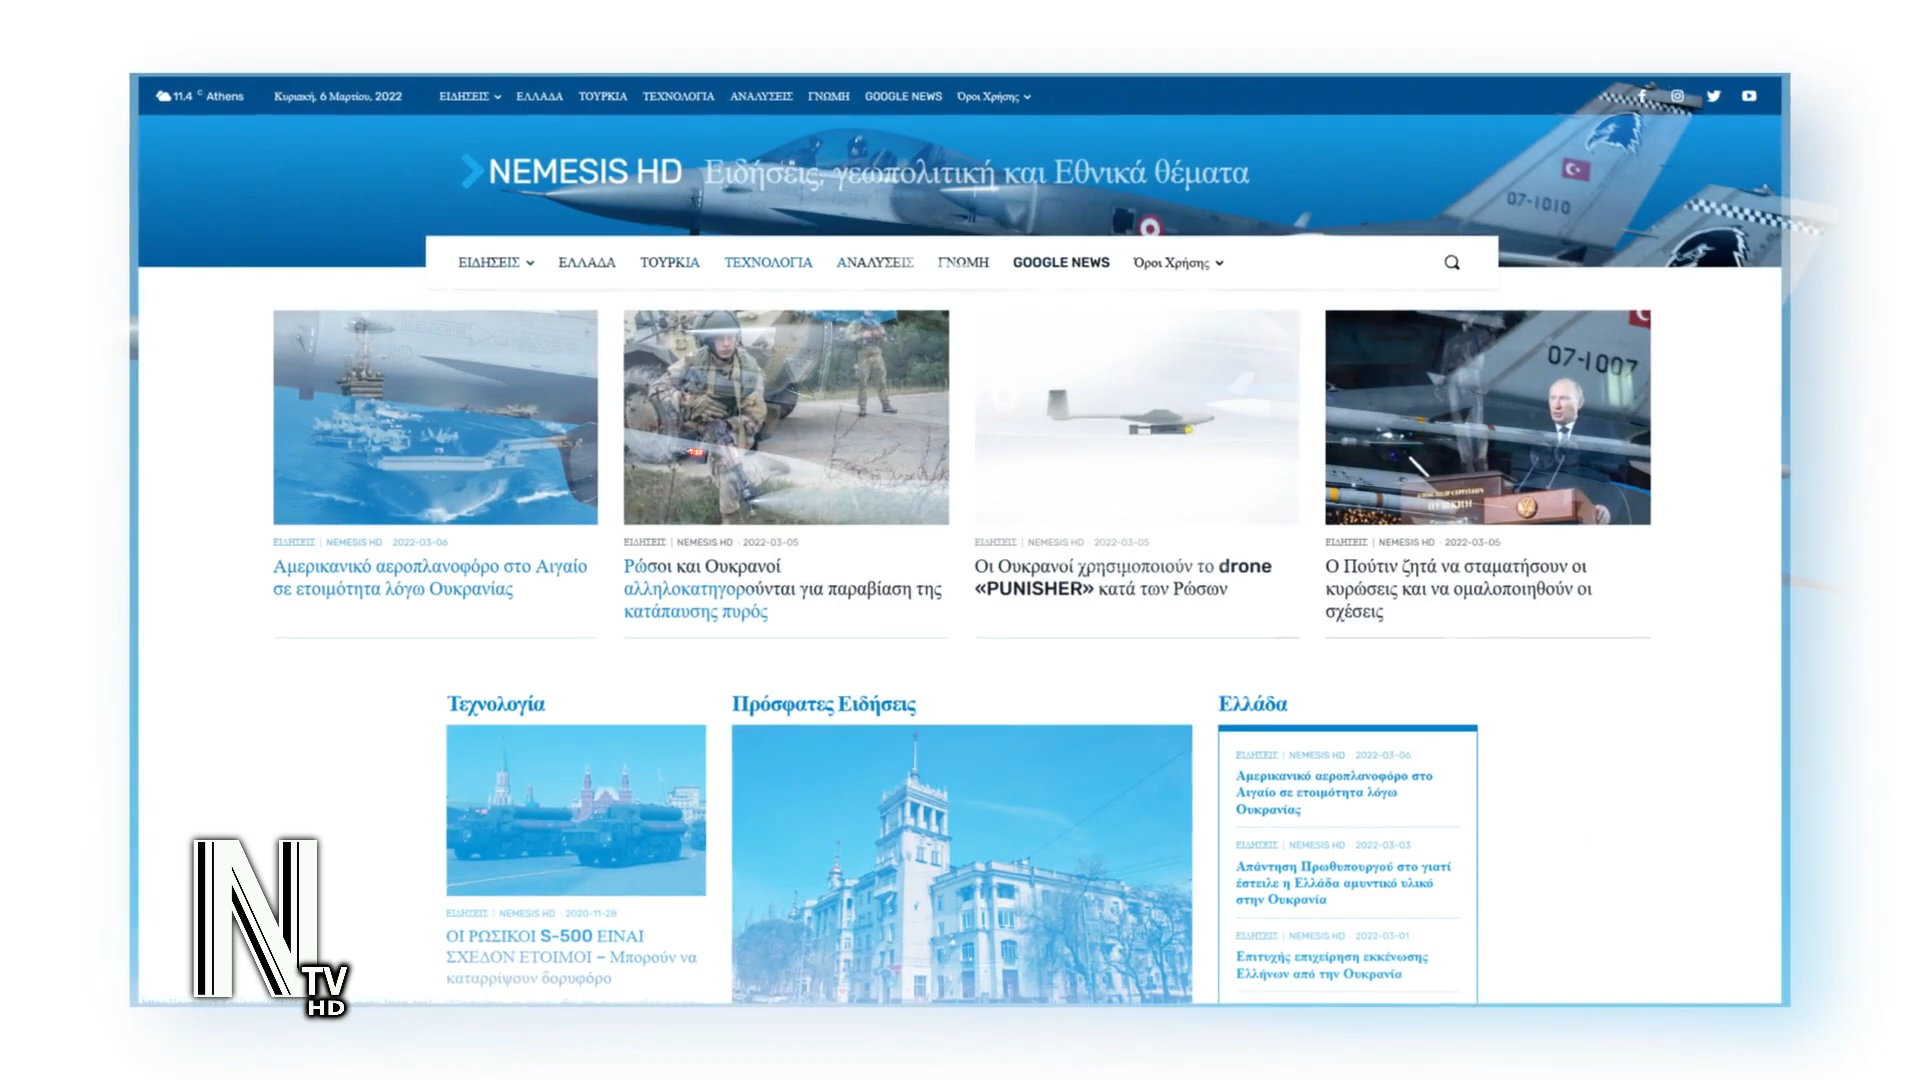 11.4 C Athens
Κυριακή, 6 Μαρτίου, 2022
ΕΙΔΗΣΕΙΣ ΕΛΛΑΔΑ ΤΟΥΡΚΙΑ ΤΕΧΝΟΛΟΓΙΑ ΑΝΑΛΥΣΕΙΣ ΓΝΩΜΗ GOOGLE NEWS Όροι Χρήσης
NEMESIS HD Ειδήσεις, γεωπολιτική και Εθνικά θέματα
07-1010
ΕΙΔΗΣΕΙΣ ΕΛΛΑΔΑ ΤΟΥΡΚΙΑ ΤΕΧΝΟΛΟΓΙΑ ΑΝΑΛΥΣΕΙΣ ΓΝΩΜΗ GOOGLE NEWS Όροι Χρήσης
07-1007
ΕΙΔΗΣΕΙΣ | NEMESIS HD - 2022-03-06
Αμερικανικό αεροπλανοφόρο στο Αιγαίο
σε ετοιμότητα λόγω Ουκρανίας
ΕΙΔΗΣΕΙΣ | NEMESIS HD - 2022-03-05
Ρώσοι και Ουκρανοί
αλληλοκατηγορούνται για παραβίαση της
κατάπαυσης πυρός
ΕΙΔΗΣΕΙΣ | NEMESIS HD - 2022-03-05
Οι Ουκρανοί χρησιμοποιούν το drone
«PUNISHER» κατά των Ρώσων
ΕΙΔΗΣΕΙΣ | NEMESIS HD - 2022-03-05
Ο Πούτιν ζητά να σταματήσουν οι
κυρώσεις και να ομαλοποιηθούν οι
σχέσεις
Τεχνολογία
ΕΙΔΗΣΕΙΣ | NEMESIS HD - 2020-11-28
ΟΙ ΡΩΣΙΚΟΙ S-500 ΕΙΝΑΙ
ΣΧΕΔΟΝ ΕΤΟΙΜΟΙ – Μπορούν να
καταρρίψουν δορυφόρο
Πρόσφατες Ειδήσεις
Ελλάδα
ΕΙΔΗΣΕΙΣ | NEMESIS HD - 2022-03-06
Αμερικανικό αεροπλανοφόρο στο
Αιγαίο σε ετοιμότητα λόγω
Ουκρανίας
ΕΙΔΗΣΕΙΣ | NEMESIS HD - 2022-03-03
Απάντηση Πρωθυπουργού στο γιατί
έστειλε η Ελλάδα αμυντικό υλικό
στην Ουκρανία
ΕΙΔΗΣΕΙΣ | NEMESIS HD - 2022-03-01
Επιτυχής επιχείρηση εκκένωσης
Ελλήνων από την Ουκρανία
N TV
HD